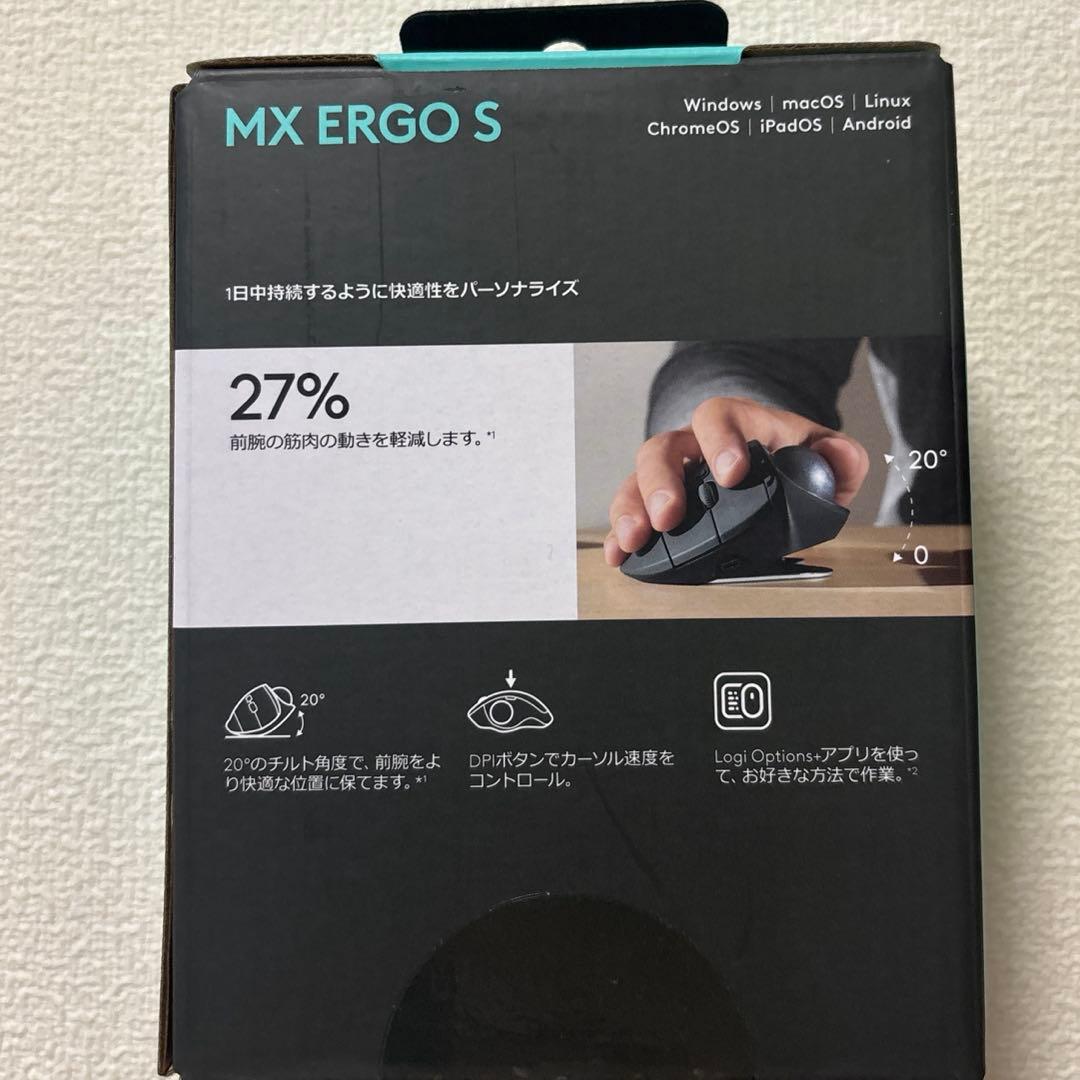 MX ERGO S
Windows | macOS | Linux
ChromeOS | iPadOS | Android
1日中持続するように快適性をパーソナライズ
27%
前腕の筋肉の動きを軽減します。*1
20°
0
20°
20°のチルト角度で、前腕をよ
り快適な位置に保てます。*1
DPIボタンでカーソル速度を
コントロール。
Logi Options+アプリを使っ
て、お好きな方法で作業。*2